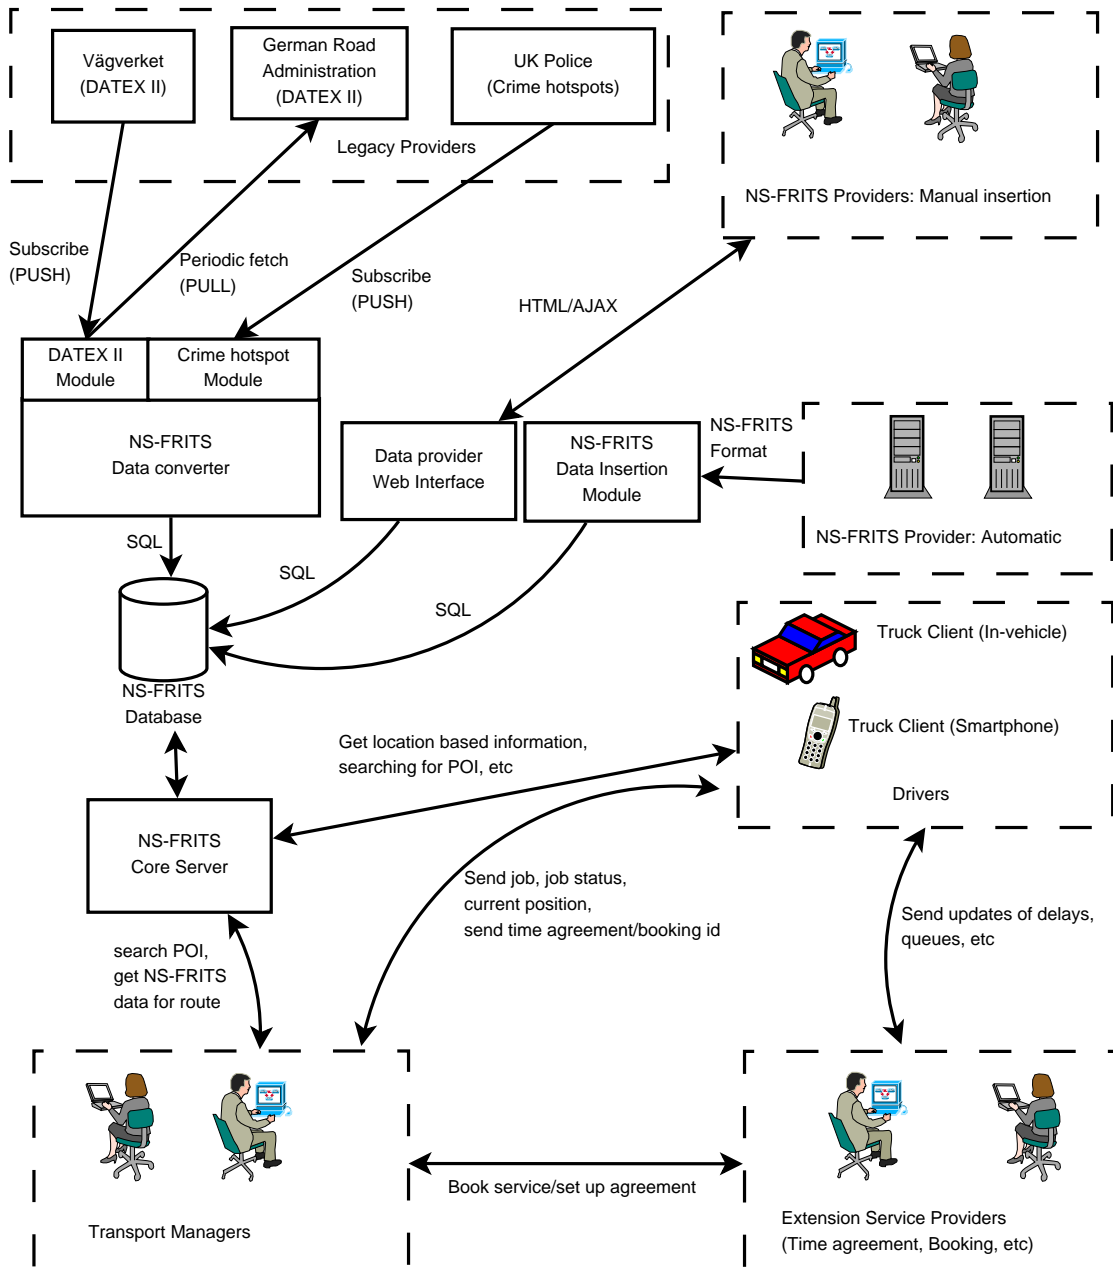 Vägverket
(DATEX II)
German Road
Administration
(DATEX II)
UK Police
(Crime hotspots)
Legacy Providers
NS-FRITS Providers: Manual insertion
Subscribe
(PUSH)
Periodic fetch
(PULL)
Subscribe
(PUSH)
HTML/AJAX
DATEX II
Module
Crime hotspot
Module
NS-FRITS
Data converter
Data provider
Web Interface
NS-FRITS
Data Insertion
Module
NS-FRITS
Format
NS-FRITS Provider: Automatic
SQL
SQL
SQL
NS-FRITS
Database
Truck Client (In-vehicle)
Truck Client (Smartphone)
Drivers
Get location based information,
searching for POI, etc
NS-FRITS
Core Server
Send job, job status,
current position,
send time agreement/booking id
Send updates of delays,
queues, etc
search POI,
get NS-FRITS
data for route
Book service/set up agreement
Transport Managers
Extension Service Providers
(Time agreement, Booking, etc)